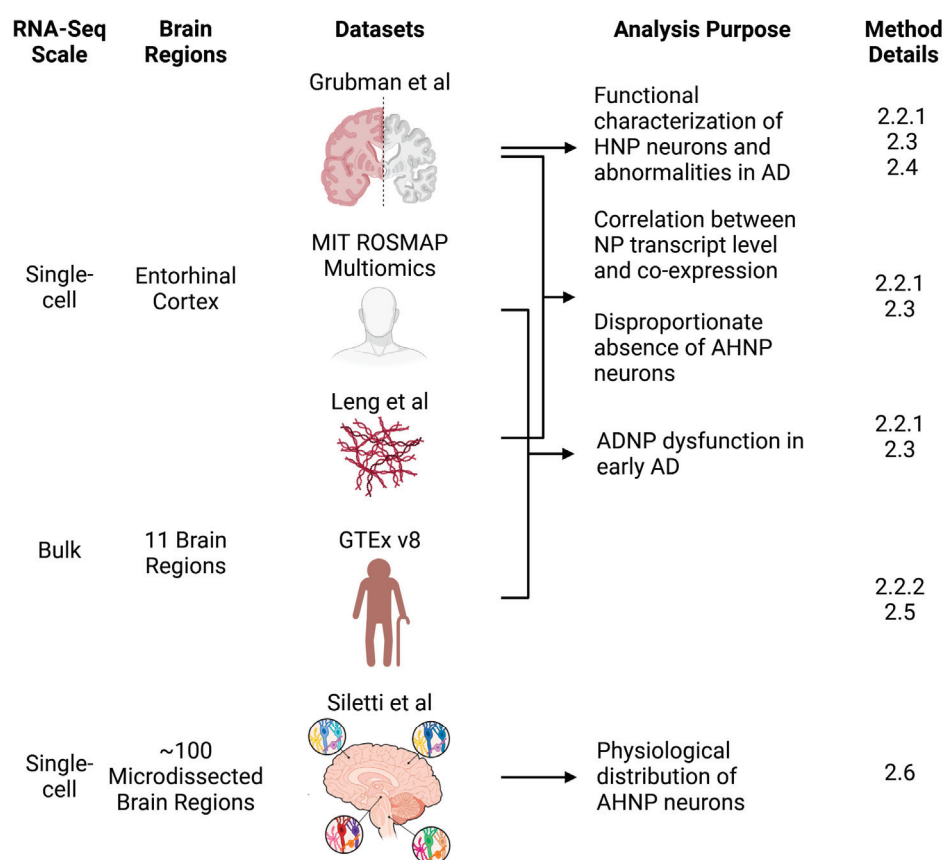 RNA-Seq Scale
Brain Regions
Datasets
Analysis Purpose
Method Details
Grubman et al
Functional
characterization of
HNP neurons and
abnormalities in AD
2.2.1
2.3
2.4
Single-
cell
Entorhinal
Cortex
MIT ROSMAP
Multiomics
Correlation between
NP transcript level
and co-expression
Disproportionate
absence of AHNP
neurons
2.2.1
2.3
Leng et al
ADNP dysfunction in
early AD
2.2.1
2.3
Bulk
11 Brain
Regions
GTEx v8
2.2.2
2.5
Single-
cell
~100
Microdissected
Brain Regions
Siletti et al
Physiological
distribution of
AHNP neurons
2.6